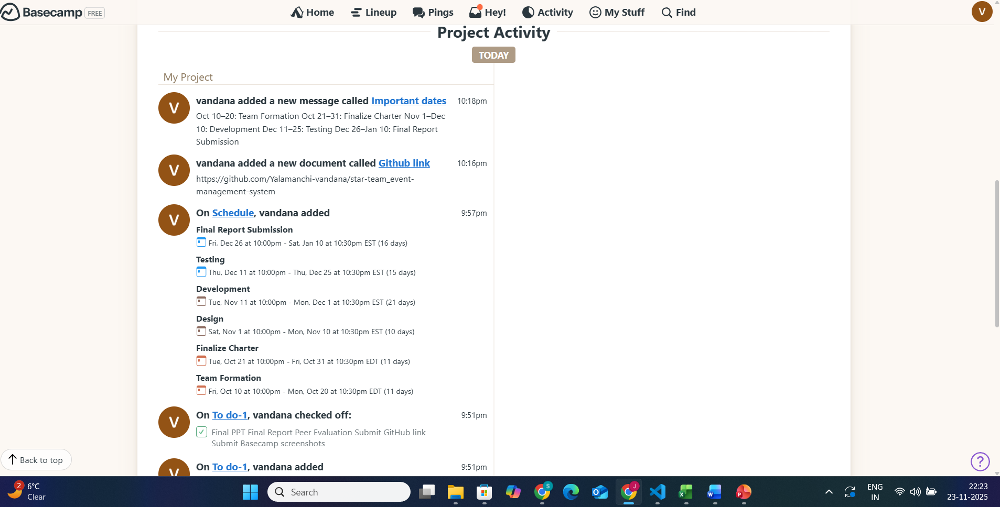 Basecamp FREE
Home Lineup Pings Hey! Activity My Stuff Find
V
Project Activity
TODAY
My Project
V
vandana added a new message called Important dates 10:18pm
Oct 10–20: Team Formation Oct 21–31: Finalize Charter Nov 1–Dec
10: Development Dec 11–25: Testing Dec 26–Jan 10: Final Report
Submission
V
vandana added a new document called Github link 10:16pm
https://github.com/Yalamanchi-vandana/star-team_event-
management-system
V
On Schedule, vandana added 9:57pm
Final Report Submission
Fri, Dec 26 at 10:00pm - Sat, Jan 10 at 10:30pm EST (16 days)
Testing
Thu, Dec 11 at 10:00pm - Thu, Dec 25 at 10:30pm EST (15 days)
Development
Tue, Nov 11 at 10:00pm - Mon, Dec 1 at 10:30pm EST (21 days)
Design
Sat, Nov 1 at 10:00pm - Mon, Nov 10 at 10:30pm EST (10 days)
Finalize Charter
Tue, Oct 21 at 10:00pm - Fri, Oct 31 at 10:30pm EDT (11 days)
Team Formation
Fri, Oct 10 at 10:00pm - Mon, Oct 20 at 10:30pm EDT (11 days)
V
On To do-1, vandana checked off: 9:51pm
Final PPT Final Report Peer Evaluation Submit GitHub link
Submit Basecamp screenshots
V
On To do-1, vandana added 9:51pm
Back to top
?
2
6°C
Clear
Search
S
J
ENG
IN
22:23
23-11-2025